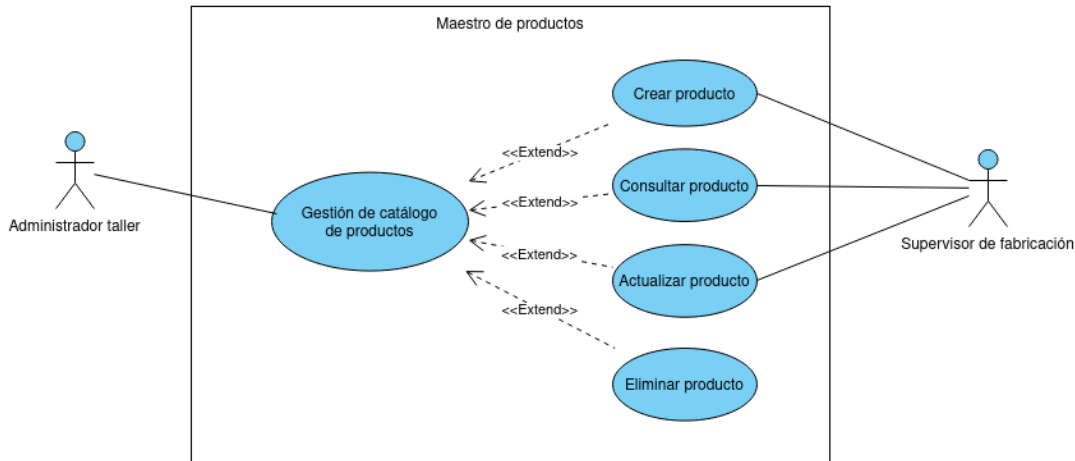 Maestro de productos
Crear producto
<<Extend>>
Consultar producto
<<Extend>>
Administrador taller
Gestión de catálogo
de productos
Supervisor de fabricación
<<Extend>>
Actualizar producto
<<Extend>>
Eliminar producto